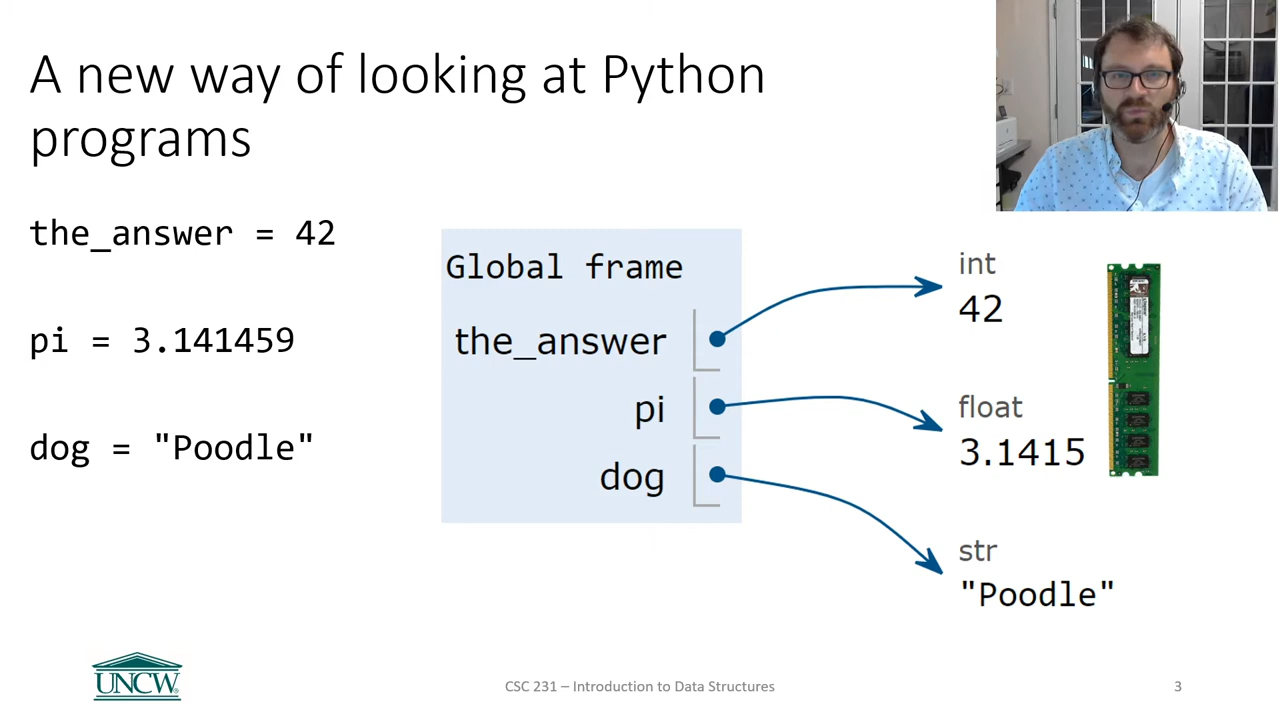 A new way of looking at Python
programs
the_answer = 42
pi = 3.141459
dog = "Poodle"
Global frame
the_answer
pi
dog
int
42
float
3.1415
str
"Poodle"
UNCW
CSC 231 – Introduction to Data Structures
3